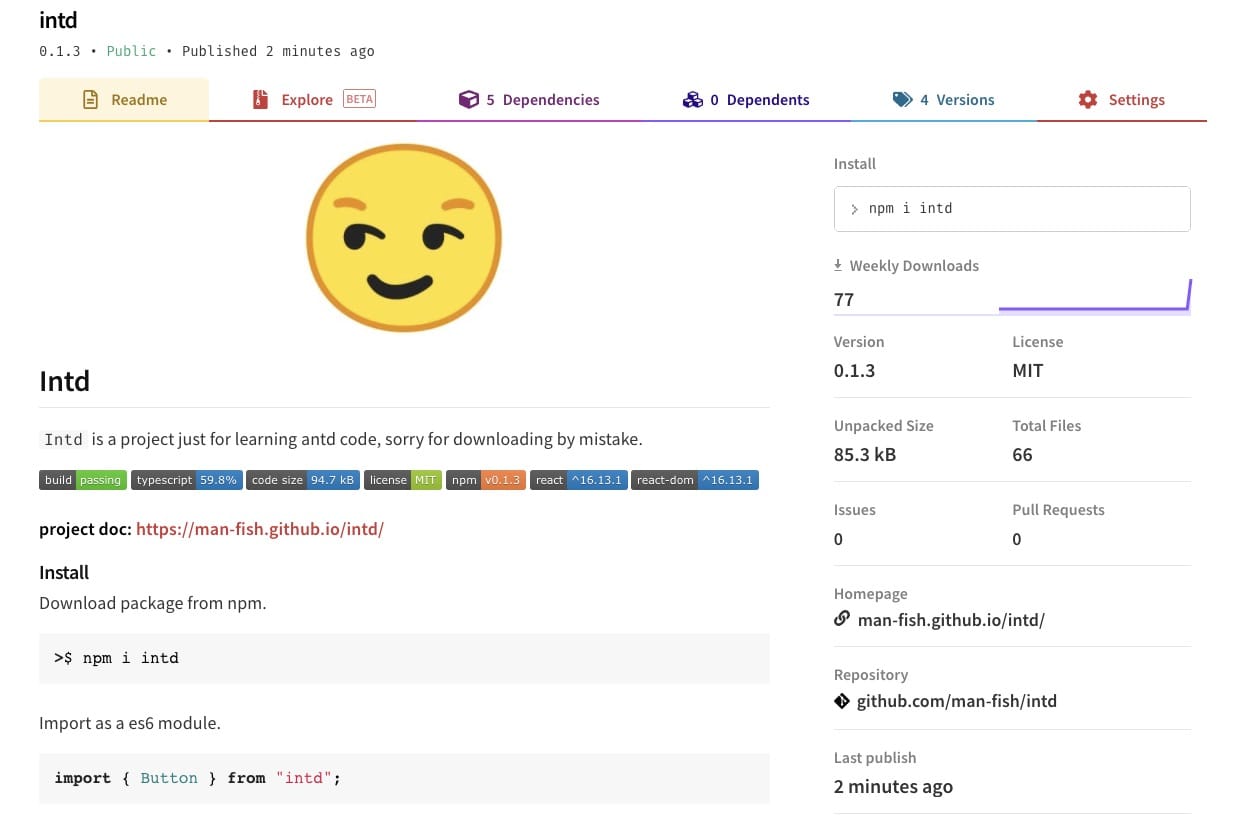 intd
0.1.3 • Public • Published 2 minutes ago
Readme
Explore BETA
5 Dependencies
0 Dependents
4 Versions
Settings
Intd
Intd is a project just for learning antd code, sorry for downloading by mistake.
build passing typescript 59.8% code size 94.7 kB license MIT npm v0.1.3 react ^16.13.1 react-dom ^16.13.1
project doc: https://man-fish.github.io/intd/
Install
Download package from npm.
>$ npm i intd
Import as a es6 module.
import { Button } from "intd";
Install
> npm i intd
Weekly Downloads
77
Version License
0.1.3 MIT
Unpacked Size Total Files
85.3 kB 66
Issues Pull Requests
0 0
Homepage
man-fish.github.io/intd/
Repository
github.com/man-fish/intd
Last publish
2 minutes ago